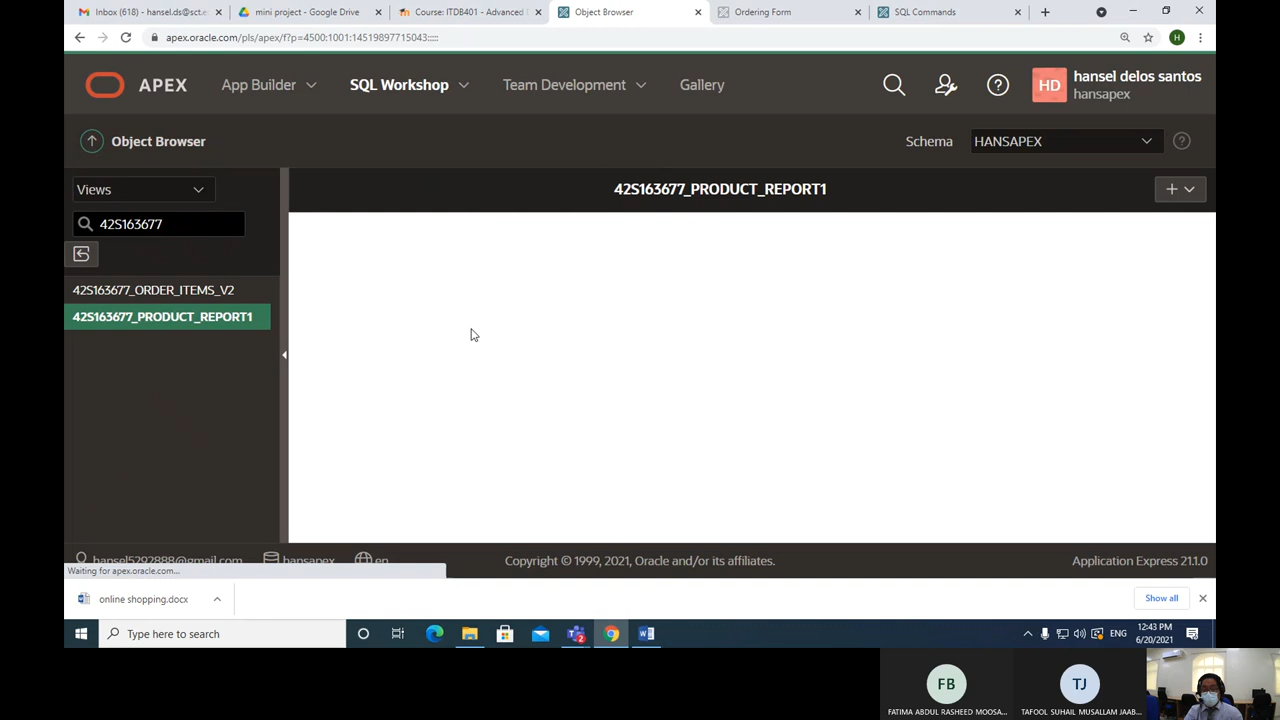 Inbox (618) - hansel.ds@sct.e
mini project - Google Drive
Course: ITDB401 - Advanced
Object Browser
Ordering Form
SQL Commands
apex.oracle.com/pls/apex/f?p=4500:1001:14519897715043:::::
H
APEX
App Builder
SQL Workshop
Team Development
Gallery
HD
hansel delos santos
hansapex
Object Browser
Schema
HANSAPEX
Views
42S163677_PRODUCT_REPORT1
42S163677
42S163677_ORDER_ITEMS_V2
42S163677_PRODUCT_REPORT1
hansel5292888@gmail.com
hansapex
en
Copyright © 1999, 2021, Oracle and/or its affiliates.
Application Express 21.1.0
Waiting for apex.oracle.com...
online shopping.docx
Show all
Type here to search
ENG
12:43 PM
6/20/2021
FB
TJ
FATIMA ABDUL RASHEED MOOSA...
TAFOOL SUHAIL MUSALLAM JAAB...